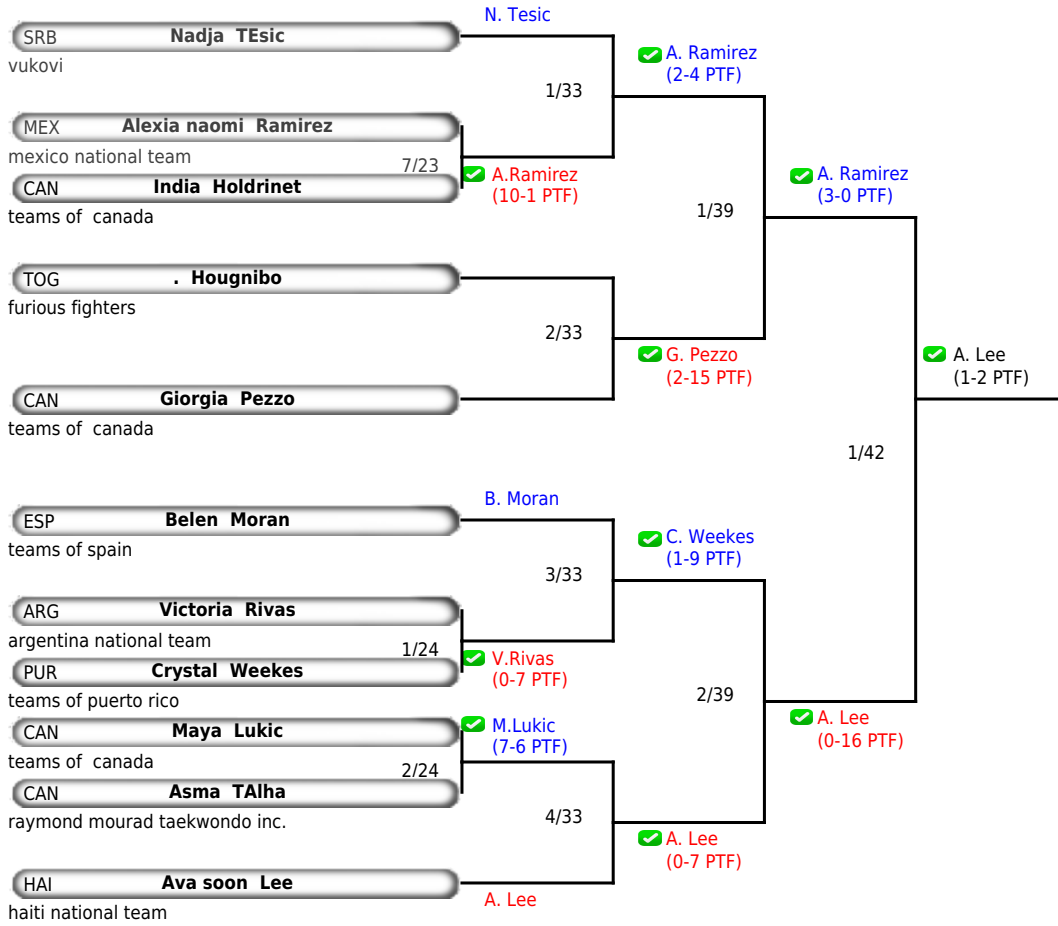 N. Tesic
SRB Nadja TEsic
vukovi
A. Ramirez
(2-4 PTF)
1/33
MEX Alexia naomi Ramirez
mexico national team
7/23
A.Ramirez
(10-1 PTF)
CAN India Holdrinet
teams of canada
A. Ramirez
(3-0 PTF)
1/39
TOG . Hougnibo
furious fighters
2/33
G. Pezzo
(2-15 PTF)
CAN Giorgia Pezzo
teams of canada
A. Lee
(1-2 PTF)
1/42
B. Moran
ESP Belen Moran
teams of spain
C. Weekes
(1-9 PTF)
3/33
ARG Victoria Rivas
argentina national team
1/24
V.Rivas
(0-7 PTF)
PUR Crystal Weekes
teams of puerto rico
2/39
A. Lee
(0-16 PTF)
CAN Maya Lukic
teams of canada
M.Lukic
(7-6 PTF)
2/24
CAN Asma TAlha
raymond mourad taekwondo inc.
4/33
A. Lee
(0-7 PTF)
HAI Ava soon Lee
haiti national team
A. Lee